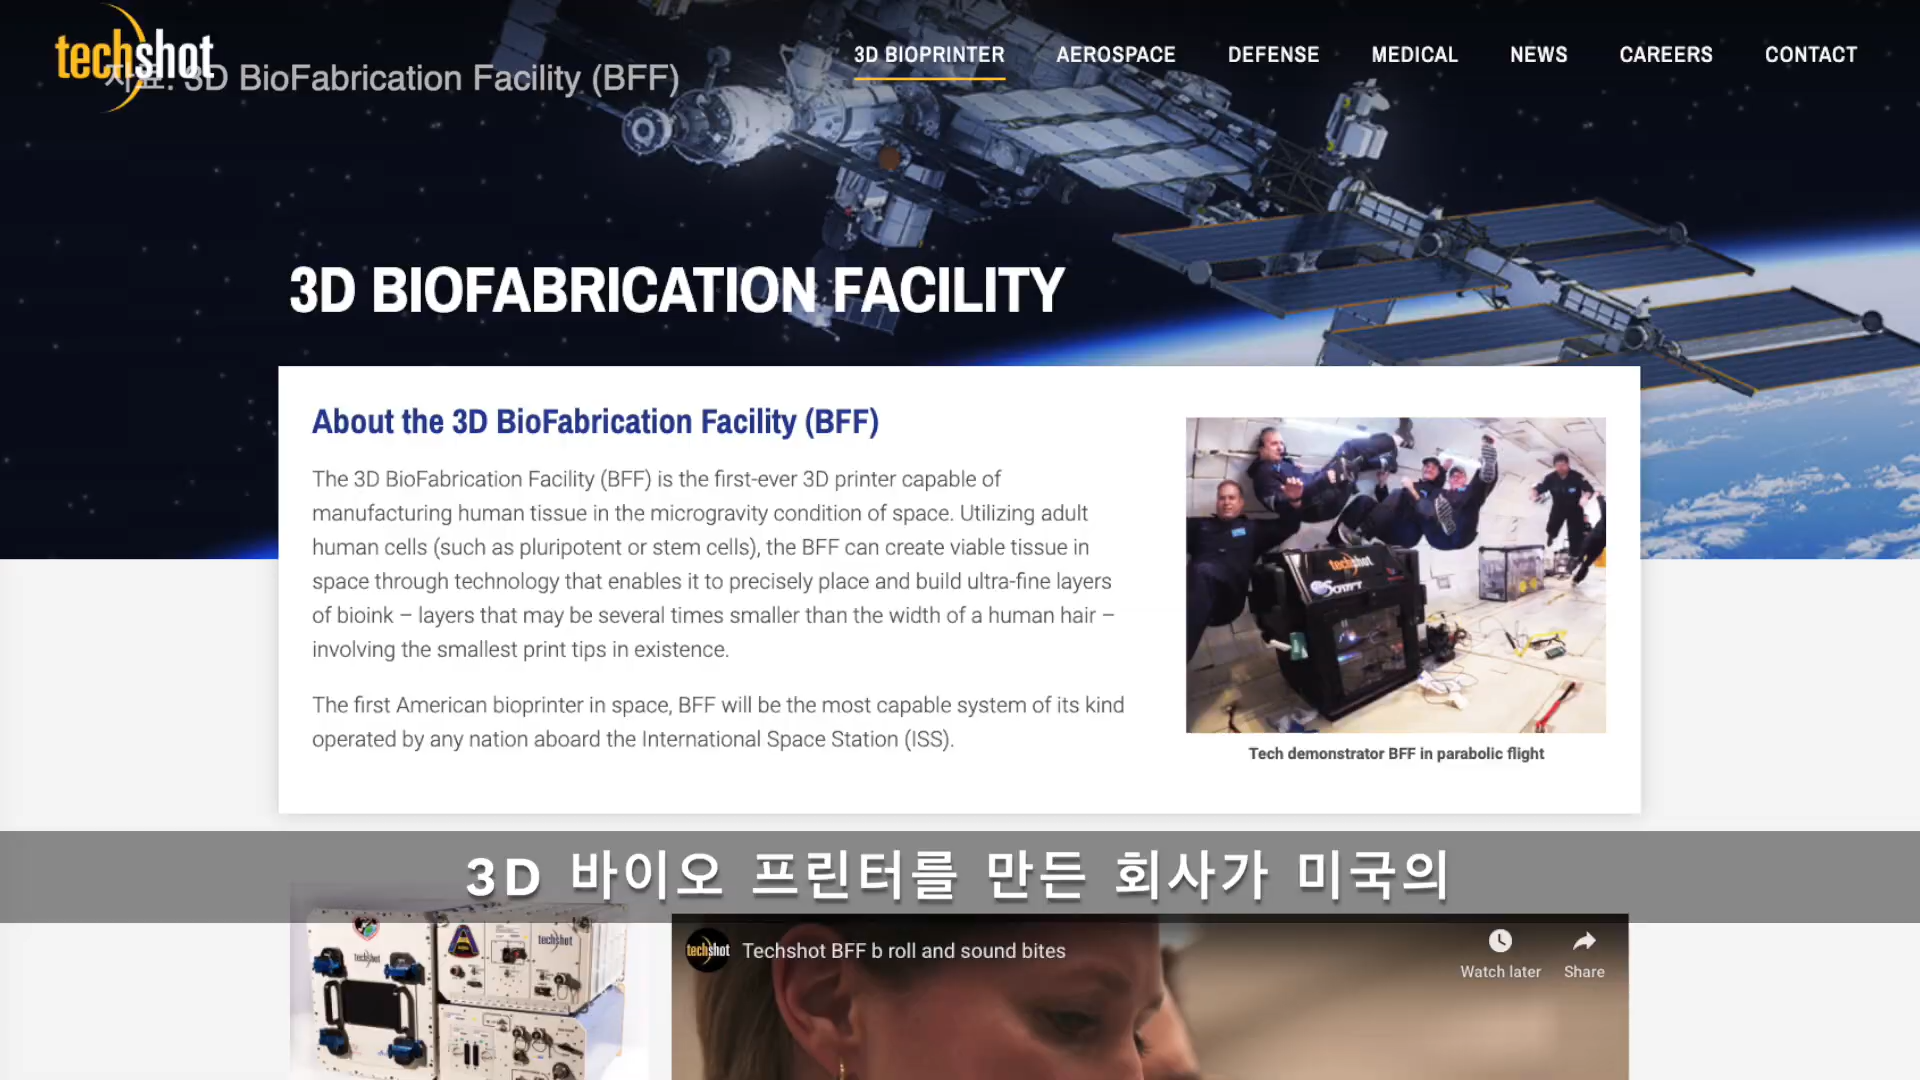 techshot
자료: 3D BioFabrication Facility (BFF)
3D BIOPRINTER AEROSPACE DEFENSE MEDICAL NEWS CAREERS CONTACT
3D BIOFABRICATION FACILITY
About the 3D BioFabrication Facility (BFF)
The 3D BioFabrication Facility (BFF) is the first-ever 3D printer capable of
manufacturing human tissue in the microgravity condition of space. Utilizing adult
human cells (such as pluripotent or stem cells), the BFF can create viable tissue in
space through technology that enables it to precisely place and build ultra-fine layers
of bioink – layers that may be several times smaller than the width of a human hair –
involving the smallest print tips in existence.
The first American bioprinter in space, BFF will be the most capable system of its kind
operated by any nation aboard the International Space Station (ISS).
techshot
Tech demonstrator BFF in parabolic flight
3D 바이오 프린터를 만든 회사가 미국의
techshot
techshot
techshot
Techshot BFF b roll and sound bites
Watch later
Share